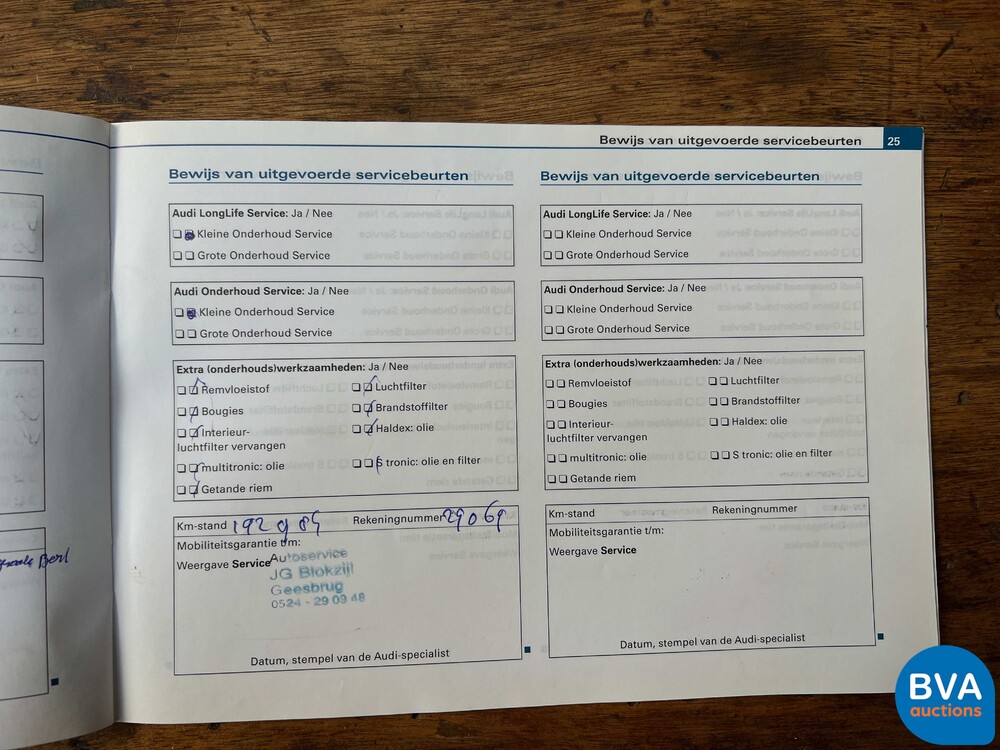 Bewijs van uitgevoerde servicebeurten 25
Bewijs van uitgevoerde servicebeurten
Audi LongLife Service: Ja / Nee
Kleine Onderhoud Service
Grote Onderhoud Service
Audi Onderhoud Service: Ja / Nee
Kleine Onderhoud Service
Grote Onderhoud Service
Extra (onderhouds)werkzaamheden: Ja / Nee
Remvloeistof Luchtfilter
Bougies Brandstoffilter
Interieur- Haldex: olie
luchtfilter vervangen
multitronic: olie S tronic: olie en filter
Getande riem
Km-stand 192985 Rekeningnummer 29069
Mobiliteitsgarantie t/m:
Weergave Service
Autoservice
JG Blokzijl
Geesbrug
0524 - 29 09 48
Datum, stempel van de Audi-specialist
Bewijs van uitgevoerde servicebeurten
Audi LongLife Service: Ja / Nee
Kleine Onderhoud Service
Grote Onderhoud Service
Audi Onderhoud Service: Ja / Nee
Kleine Onderhoud Service
Grote Onderhoud Service
Extra (onderhouds)werkzaamheden: Ja / Nee
Remvloeistof Luchtfilter
Bougies Brandstoffilter
Interieur- Haldex: olie
luchtfilter vervangen
multitronic: olie S tronic: olie en filter
Getande riem
Km-stand Rekeningnummer
Mobiliteitsgarantie t/m:
Weergave Service
Datum, stempel van de Audi-specialist
BVA
auctions